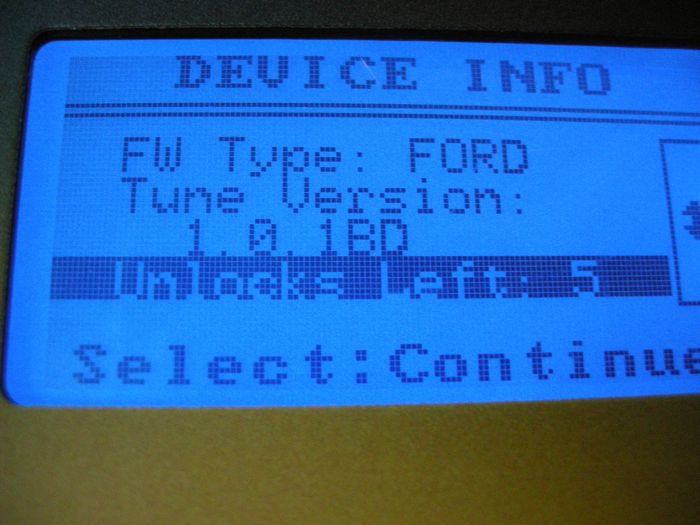 DEVICE INFO
FW Type: FORD
Tune Version:
1.0.1BD
Unlocks Left: 5
Select:Continue